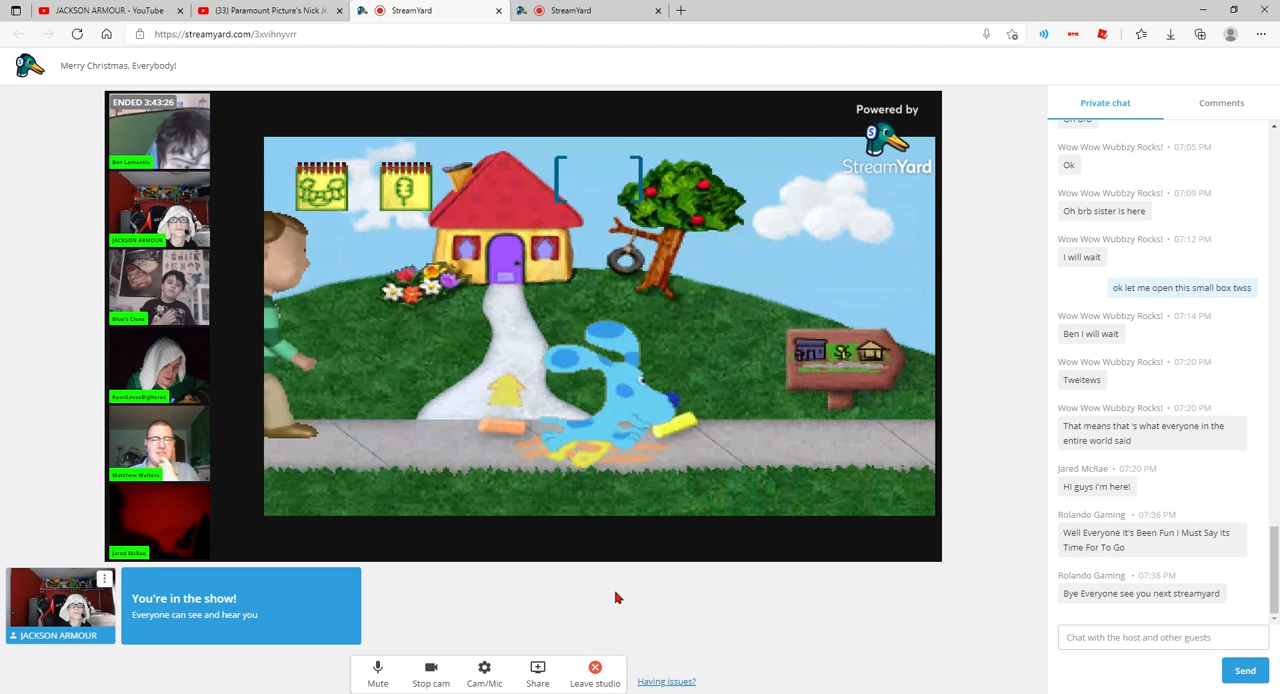 JACKSON ARMOUR - YouTube
(33) Paramount Picture's Nick Jr.
StreamYard
StreamYard
https://streamyard.com/3xvihnyvrr
Merry Christmas, Everybody!
ENDED 3:43:26
Ben Lamantia
JACKSON ARMOUR
Blue's Clues
RyanLovesBigHero6
Matthew Walters
Jared McRae
Powered by
StreamYard
JACKSON ARMOUR
You're in the show!
Everyone can see and hear you
Mute
Stop cam
Cam/Mic
Share
Leave studio
Having issues?
Private chat
Comments
Oh brb
Wow Wow Wubbzy Rocks! • 07:05 PM
Ok
Wow Wow Wubbzy Rocks! • 07:09 PM
Oh brb sister is here
Wow Wow Wubbzy Rocks! • 07:12 PM
I will wait
ok let me open this small box twss
Wow Wow Wubbzy Rocks! • 07:14 PM
Ben I will wait
Wow Wow Wubbzy Rocks! • 07:20 PM
Tweitews
Wow Wow Wubbzy Rocks! • 07:20 PM
That means that 's what everyone in the
entire world said
Jared McRae • 07:20 PM
Hi guys i'm here!
Rolando Gaming • 07:36 PM
Well Everyone It's Been Fun I Must Say Its
Time For To Go
Rolando Gaming • 07:38 PM
Bye Everyone see you next streamyard
Chat with the host and other guests
Send